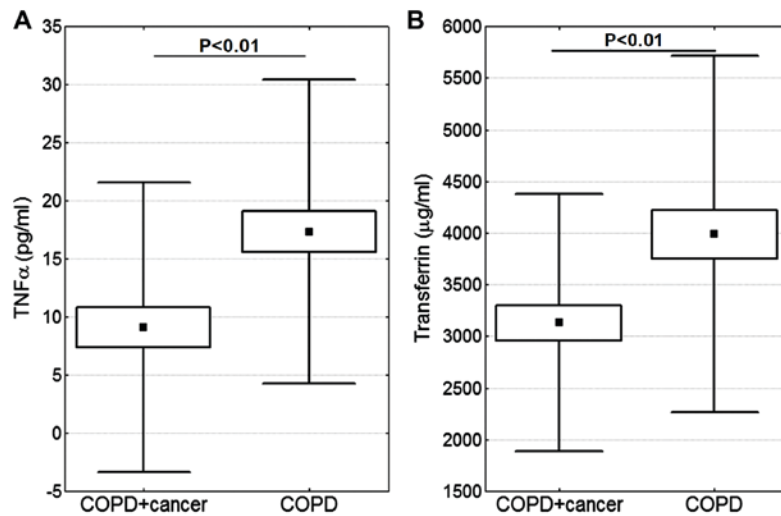 A
TNFα (pg/ml)
35
30
25
20
15
10
5
0
-5
P<0.01
COPD+cancer
COPD
B
Transferrin (µg/ml)
6000
5500
5000
4500
4000
3500
3000
2500
2000
1500
P<0.01
COPD+cancer
COPD